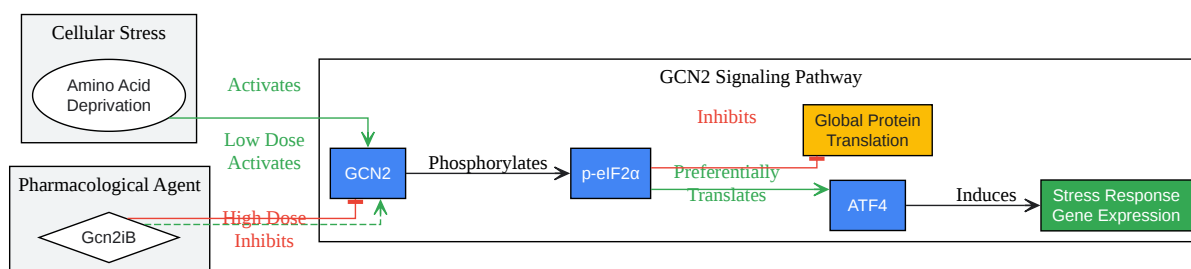 Cellular Stress
Amino Acid
Deprivation
Activates
Low Dose
Activates
Pharmacological Agent
Gcn2iB
High Dose
Inhibits
GCN2 Signaling Pathway
GCN2
Phosphorylates
p-eIF2α
Inhibits
Global Protein
Translation
Preferentially
Translates
ATF4
Induces
Stress Response
Gene Expression